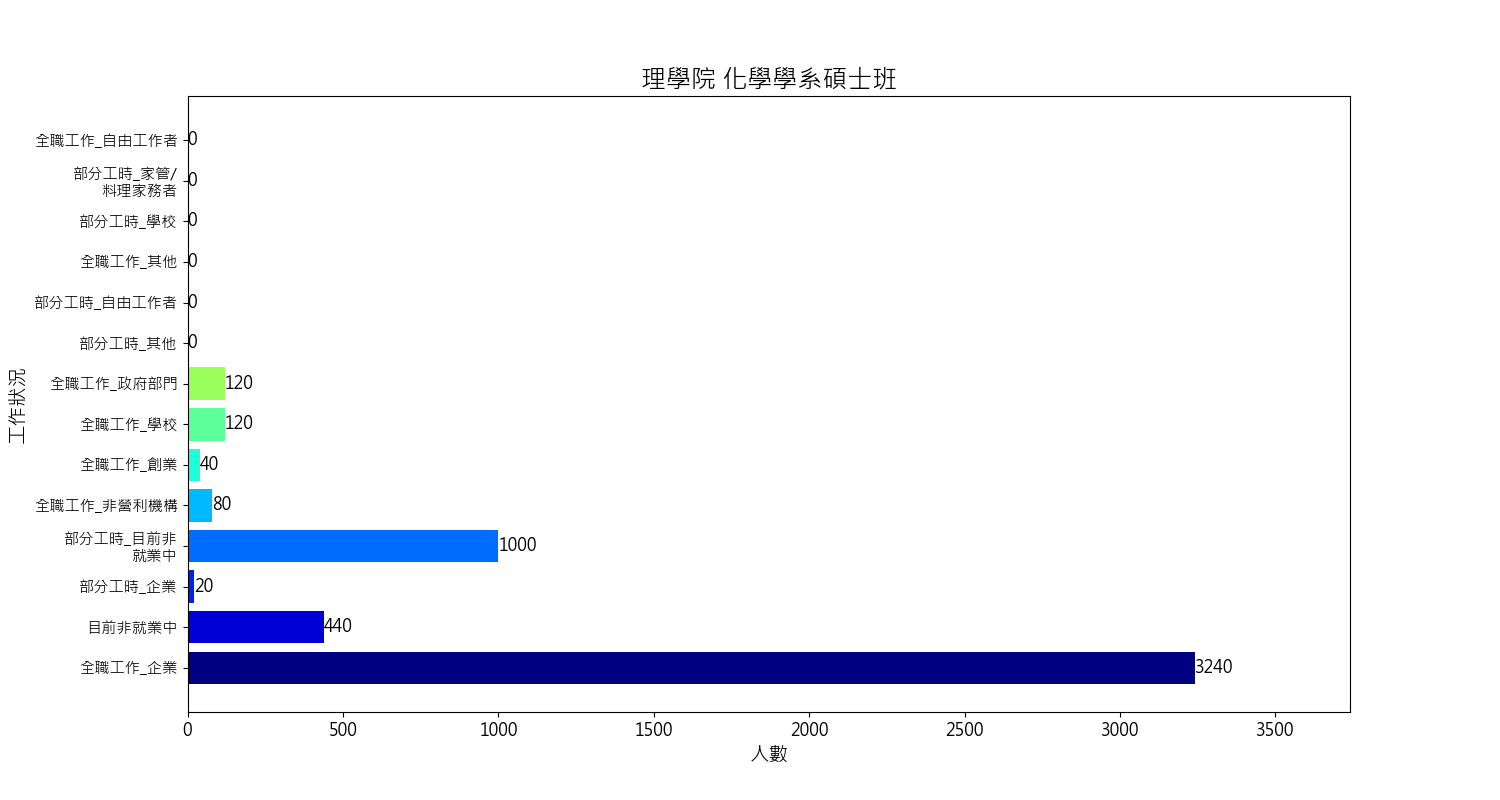 理學院 化學學系碩士班
工作狀況
全職工作_自由工作者
0
部分工時_家管/
料理家務者
0
部分工時_學校
0
全職工作_其他
0
部分工時_自由工作者
0
部分工時_其他
0
全職工作_政府部門
120
全職工作_學校
120
全職工作_創業
40
全職工作_非營利機構
80
部分工時_目前非
就業中
1000
部分工時_企業
20
目前非就業中
440
全職工作_企業
3240
0 500 1000 1500 2000 2500 3000 3500
人數